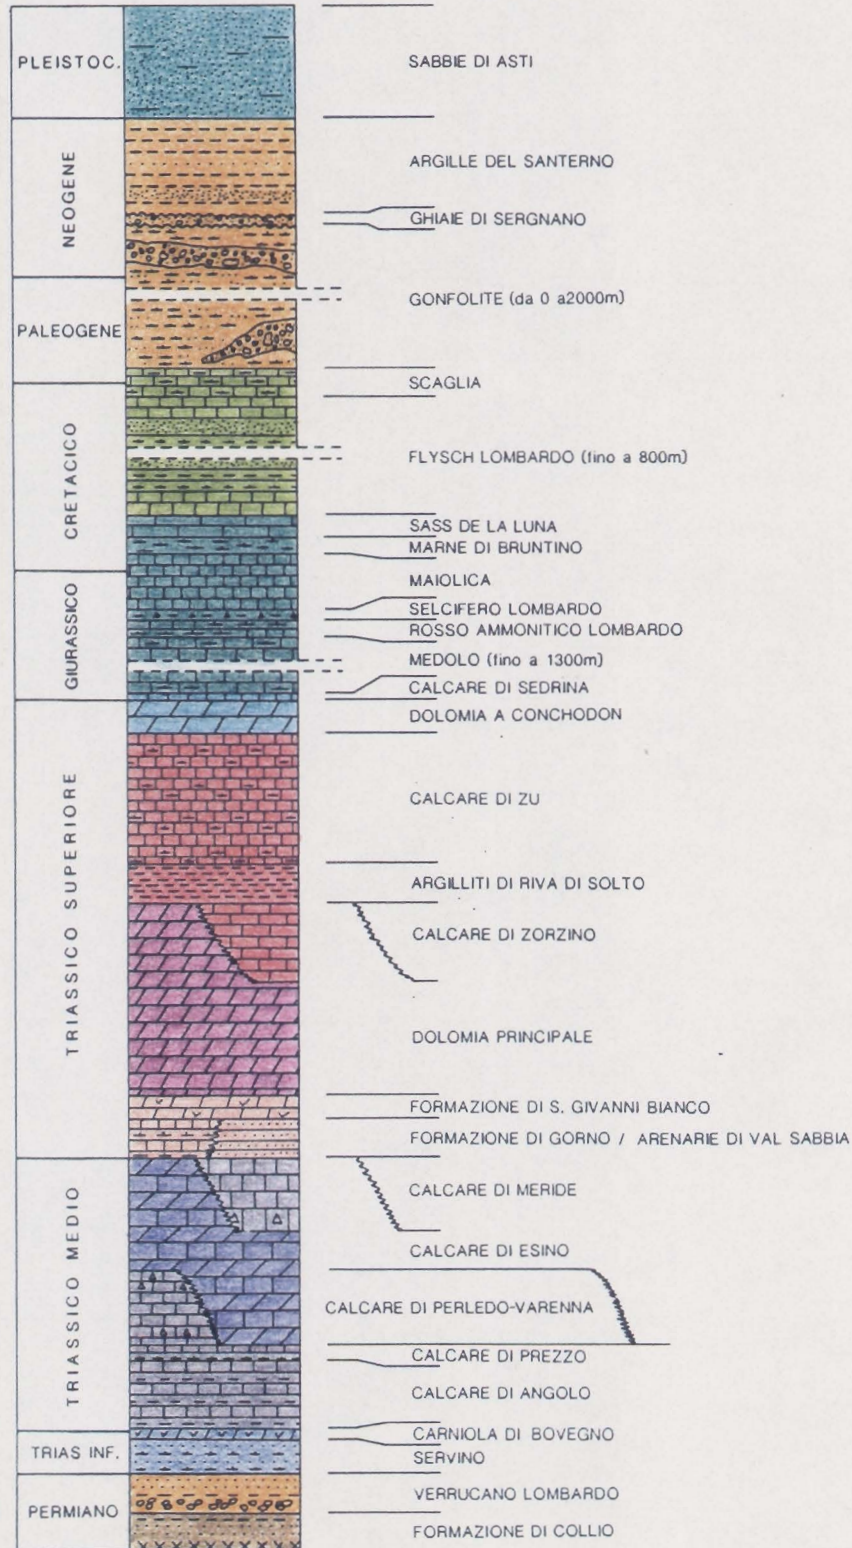 PLEISTOC.
SABBIE DI ASTI
NEOGENE
ARGILLE DEL SANTERNO
GHIAIE DI SERGNANO
GONFOLITE (da 0 a2000m)
PALEOGENE
SCAGLIA
CRETACICO
FLYSCH LOMBARDO (fino a 800m)
SASS DE LA LUNA
MARNE DI BRUNTINO
MAIOLICA
GIURASSICO
SELCIFERO LOMBARDO
ROSSO AMMONITICO LOMBARDO
MEDOLO (fino a 1300m)
CALCARE DI SEDRINA
DOLOMIA A CONCHODON
TRIASSICO SUPERIORE
CALCARE DI ZU
ARGILLITI DI RIVA DI SOLTO
CALCARE DI ZORZINO
DOLOMIA PRINCIPALE
FORMAZIONE DI S. GIVANNI BIANCO
FORMAZIONE DI GORNO / ARENARIE DI VAL SABBIA
TRIASSICO MEDIO
CALCARE DI MERIDE
CALCARE DI ESINO
CALCARE DI PERLEDO-VARENNA
CALCARE DI PREZZO
CALCARE DI ANGOLO
CARNIOLA DI BOVEGNO
TRIAS INF.
SERVINO
PERMIANO
VERRUCANO LOMBARDO
FORMAZIONE DI COLLIO